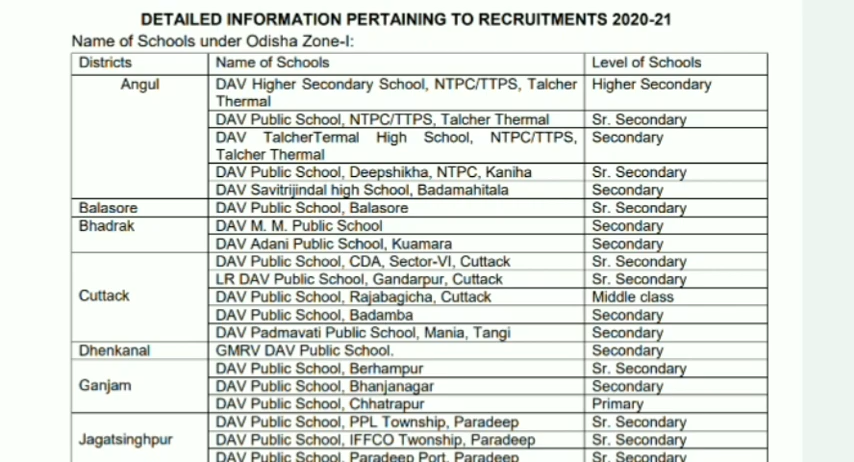 DETAILED INFORMATION PERTAINING TO RECRUITMENTS 2020-21
Name of Schools under Odisha Zone-I:
Districts Name of Schools Level of Schools
Angul DAV Higher Secondary School, NTPC/TTPS, Talcher Higher Secondary
Thermal
DAV Public School, NTPC/TTPS, Talcher Thermal Sr. Secondary
DAV TalcherTermal High School, NTPC/TTPS, Secondary
Talcher Thermal
DAV Public School, Deepshikha, NTPC, Kaniha Sr. Secondary
DAV Savitrijindal high School, Badamahitala Secondary
Balasore DAV Public School, Balasore Sr. Secondary
Bhadrak DAV M. M. Public School Secondary
DAV Adani Public School, Kuamara Secondary
DAV Public School, CDA, Sector-VI, Cuttack Sr. Secondary
LR DAV Public School, Gandarpur, Cuttack Sr. Secondary
Cuttack DAV Public School, Rajabagicha, Cuttack Middle class
DAV Public School, Badamba Secondary
DAV Padmavati Public School, Mania, Tangi Secondary
Dhenkanal GMRV DAV Public School. Secondary
DAV Public School, Berhampur Sr. Secondary
Ganjam DAV Public School, Bhanjanagar Secondary
DAV Public School, Chhatrapur Primary
DAV Public School, PPL Township, Paradeep Sr. Secondary
Jagatsinghpur DAV Public School, IFFCO Twonship, Paradeep Sr. Secondary
DAV Public School, Paradeep Port, Paradeep Sr. Secondary